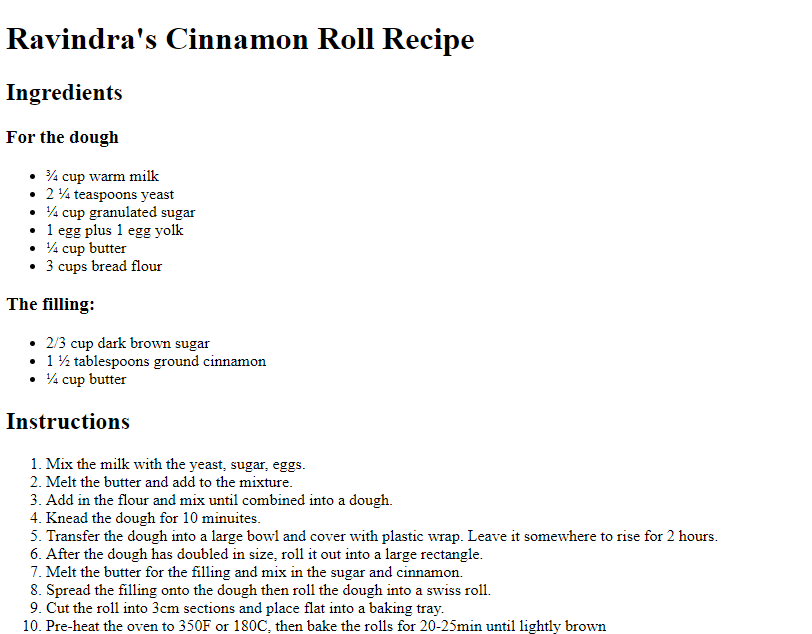 Ravindra's Cinnamon Roll Recipe
Ingredients
For the dough
• ¾ cup warm milk
• 2 ¼ teaspoons yeast
• ¼ cup granulated sugar
• 1 egg plus 1 egg yolk
• ¼ cup butter
• 3 cups bread flour
The filling:
• 2/3 cup dark brown sugar
• 1 ½ tablespoons ground cinnamon
• ¼ cup butter
Instructions
1. Mix the milk with the yeast, sugar, eggs.
2. Melt the butter and add to the mixture.
3. Add in the flour and mix until combined into a dough.
4. Knead the dough for 10 minuites.
5. Transfer the dough into a large bowl and cover with plastic wrap. Leave it somewhere to rise for 2 hours.
6. After the dough has doubled in size, roll it out into a large rectangle.
7. Melt the butter for the filling and mix in the sugar and cinnamon.
8. Spread the filling onto the dough then roll the dough into a swiss roll.
9. Cut the roll into 3cm sections and place flat into a baking tray.
10. Pre-heat the oven to 350F or 180C, then bake the rolls for 20-25min until lightly brown